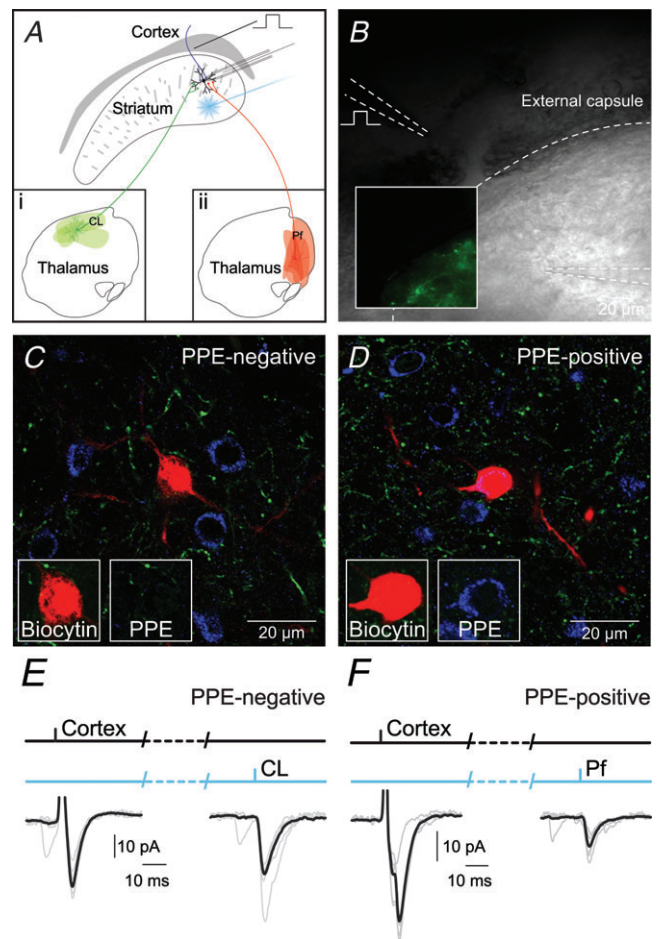 A
Cortex
Striatum
i
CL
Thalamus
ii
Pf
Thalamus
B
External capsule
20 µm
C
PPE-negative
Biocytin
PPE
20 µm
D
PPE-positive
Biocytin
PPE
20 µm
E
PPE-negative
Cortex
CL
10 pA
10 ms
F
PPE-positive
Cortex
Pf
10 pA
10 ms